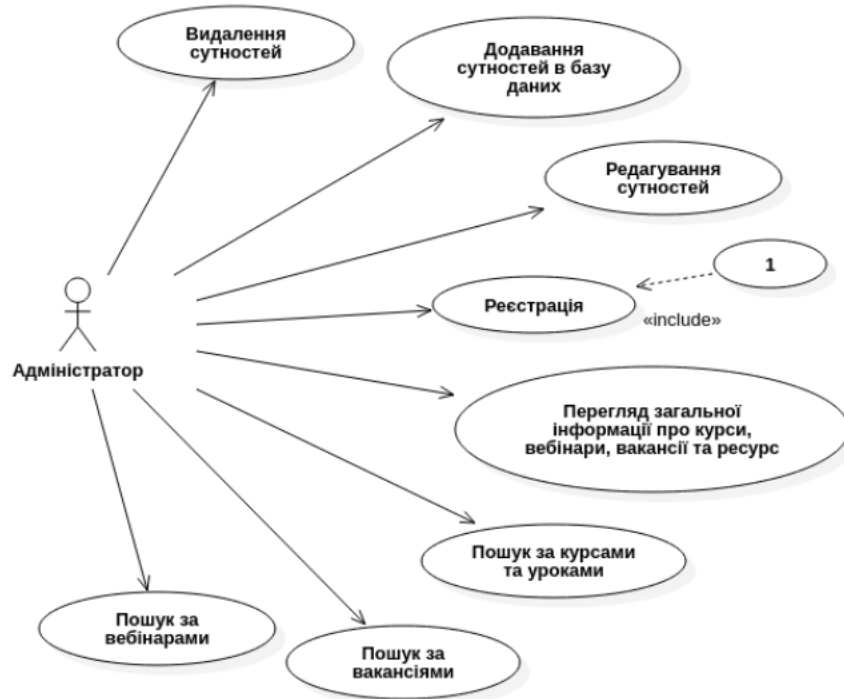 Видалення
сутностей
Додавання
сутностей в базу
даних
Редагування
сутностей
1
Реєстрація
«include»
Адміністратор
Перегляд загальної
інформації про курси,
вебінари, вакансії та ресурс
Пошук за курсами
та уроками
Пошук за
вебінарами
Пошук за
вакансіями